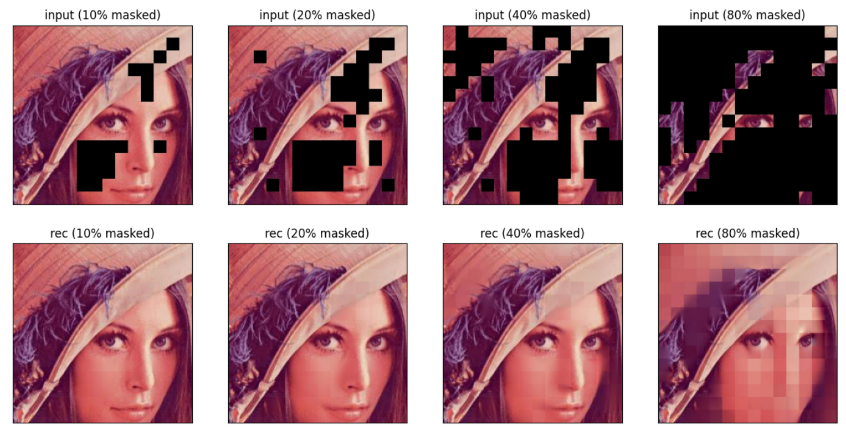 input (10% masked)
input (20% masked)
input (40% masked)
input (80% masked)
rec (10% masked)
rec (20% masked)
rec (40% masked)
rec (80% masked)